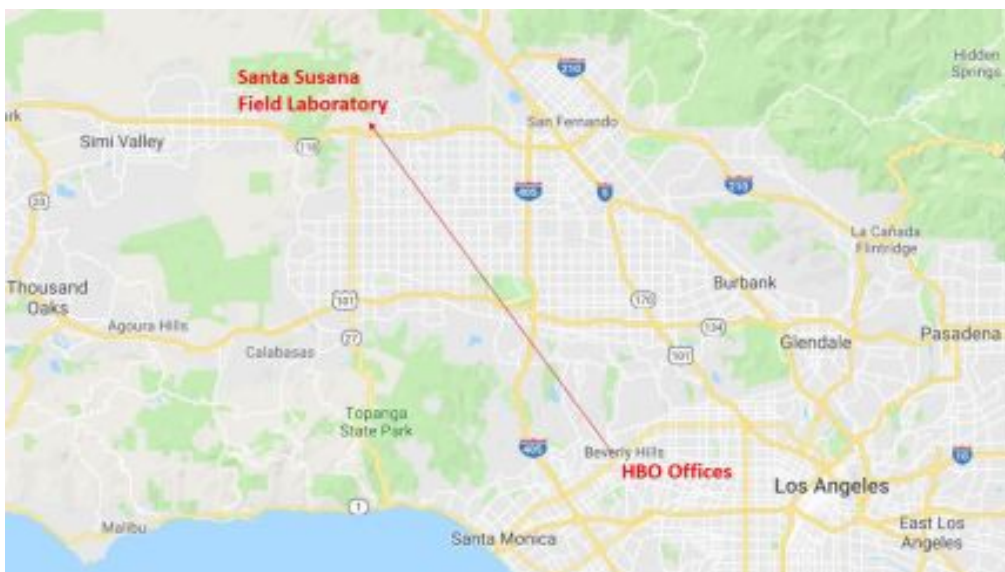 Hidden
Springs
Santa Susana
Field Laboratory
210
San Fernando
Simi Valley
118
405
5
210
23
La Cañada
Flintridge
Thousand
Oaks
101
170
Burbank
Agoura Hills
27
134
Pasadena
Calabasas
101
Glendale
Topanga
State Park
405
Beverly Hills
10
HBO Offices
Los Angeles
1
Malibu
Santa Monica
East Los
Angeles